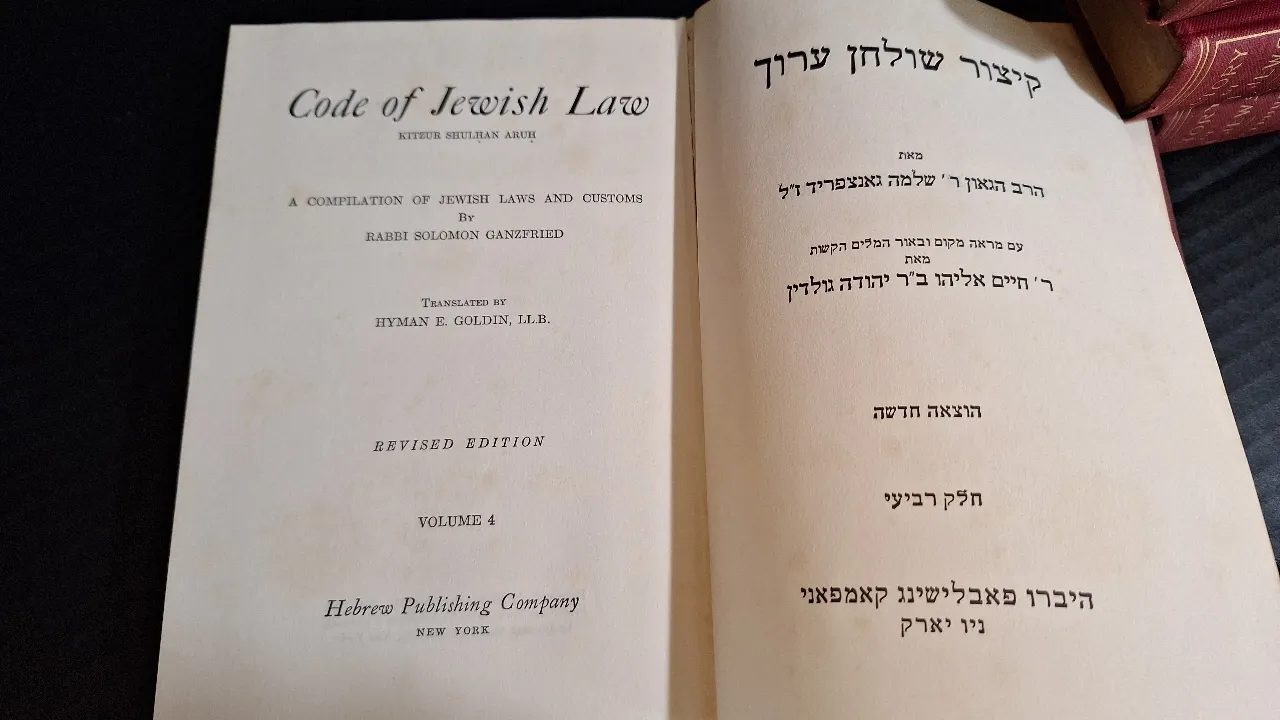 Code of Jewish Law
KITZUR SHULḤAN ARUḤ
A COMPILATION OF JEWISH LAWS AND CUSTOMS
By
RABBI SOLOMON GANZFRIED
Translated by
HYMAN E. GOLDIN, LL.B.
REVISED EDITION
VOLUME 4
Hebrew Publishing Company
NEW YORK
קיצור שולחן ערוך
מאת
הרב הגאון ר׳ שלמה גאנצפריד ז״ל
עם מראה מקום ובאור המלים הקשות
מאת
ר׳ חיים אליהו ב״ר יהודה גולדין
הוצאה חדשה
חלק רביעי
היברו פאבלישינג קאמפאני
ניו יארק